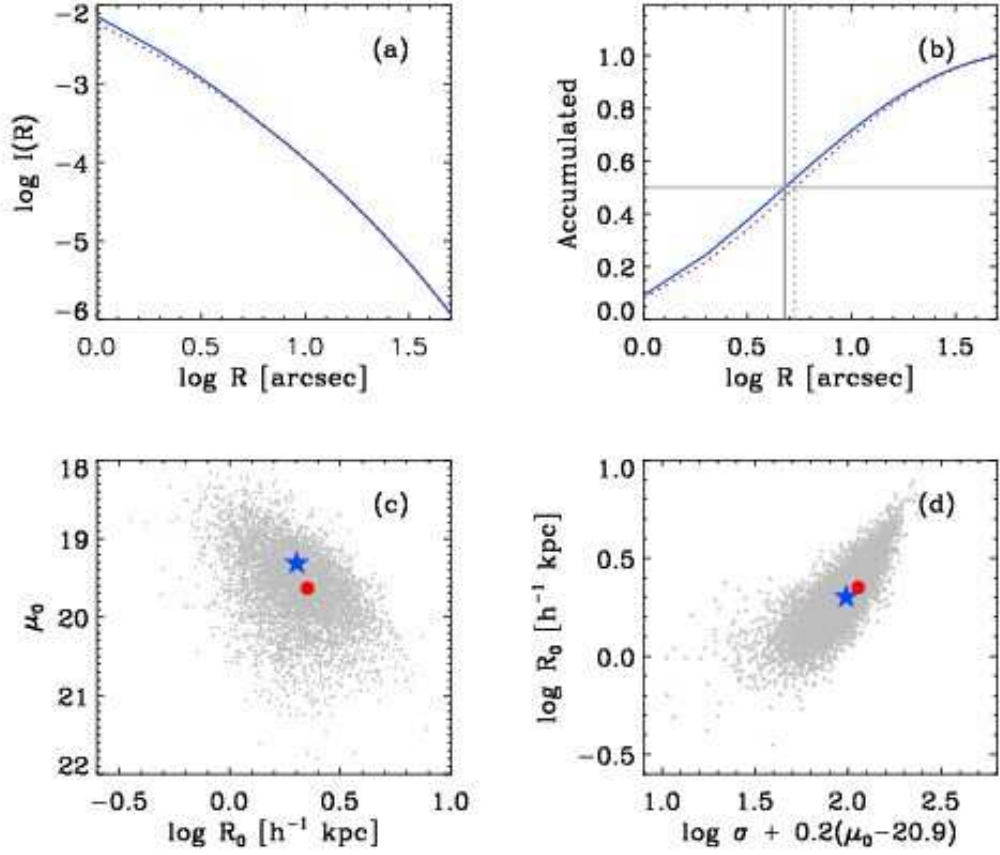 (a)
log I(R)
−2
−3
−4
−5
−6
0.0 0.5 1.0 1.5
log R [arcsec]
(b)
Accumulated
1.0
0.8
0.6
0.4
0.2
0.0
0.0 0.5 1.0 1.5
log R [arcsec]
(c)
μ₀
18
19
20
21
22
−0.5 0.0 0.5 1.0
log R₀ [h⁻¹ kpc]
(d)
log R₀ [h⁻¹ kpc]
1.0
0.5
0.0
−0.5
1.0 1.5 2.0 2.5
log σ + 0.2(μ₀−20.9)